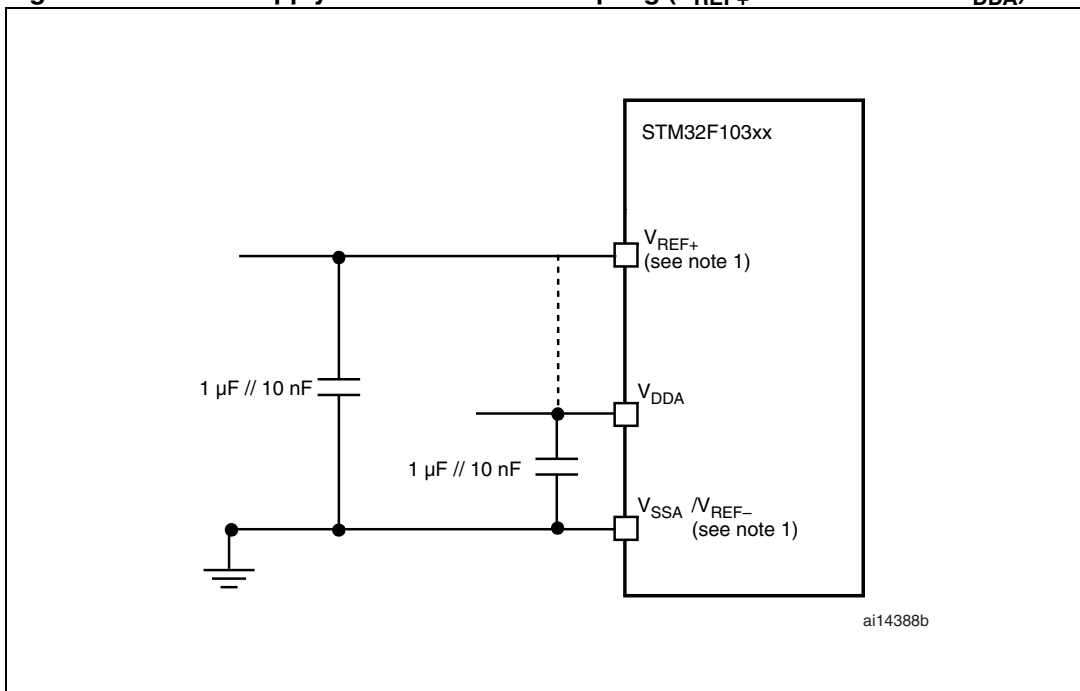 STM32F103xx
VREF+
(see note 1)
1 µF // 10 nF
VDDA
1 µF // 10 nF
VSSA /VREF–
(see note 1)
ai14388b